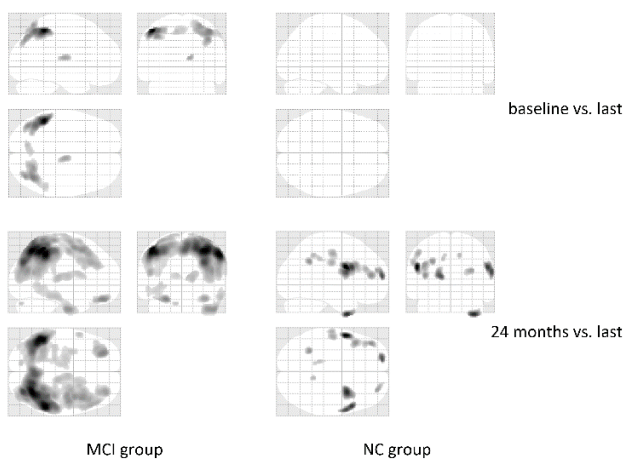 baseline vs. last
24 months vs. last
MCI group
NC group